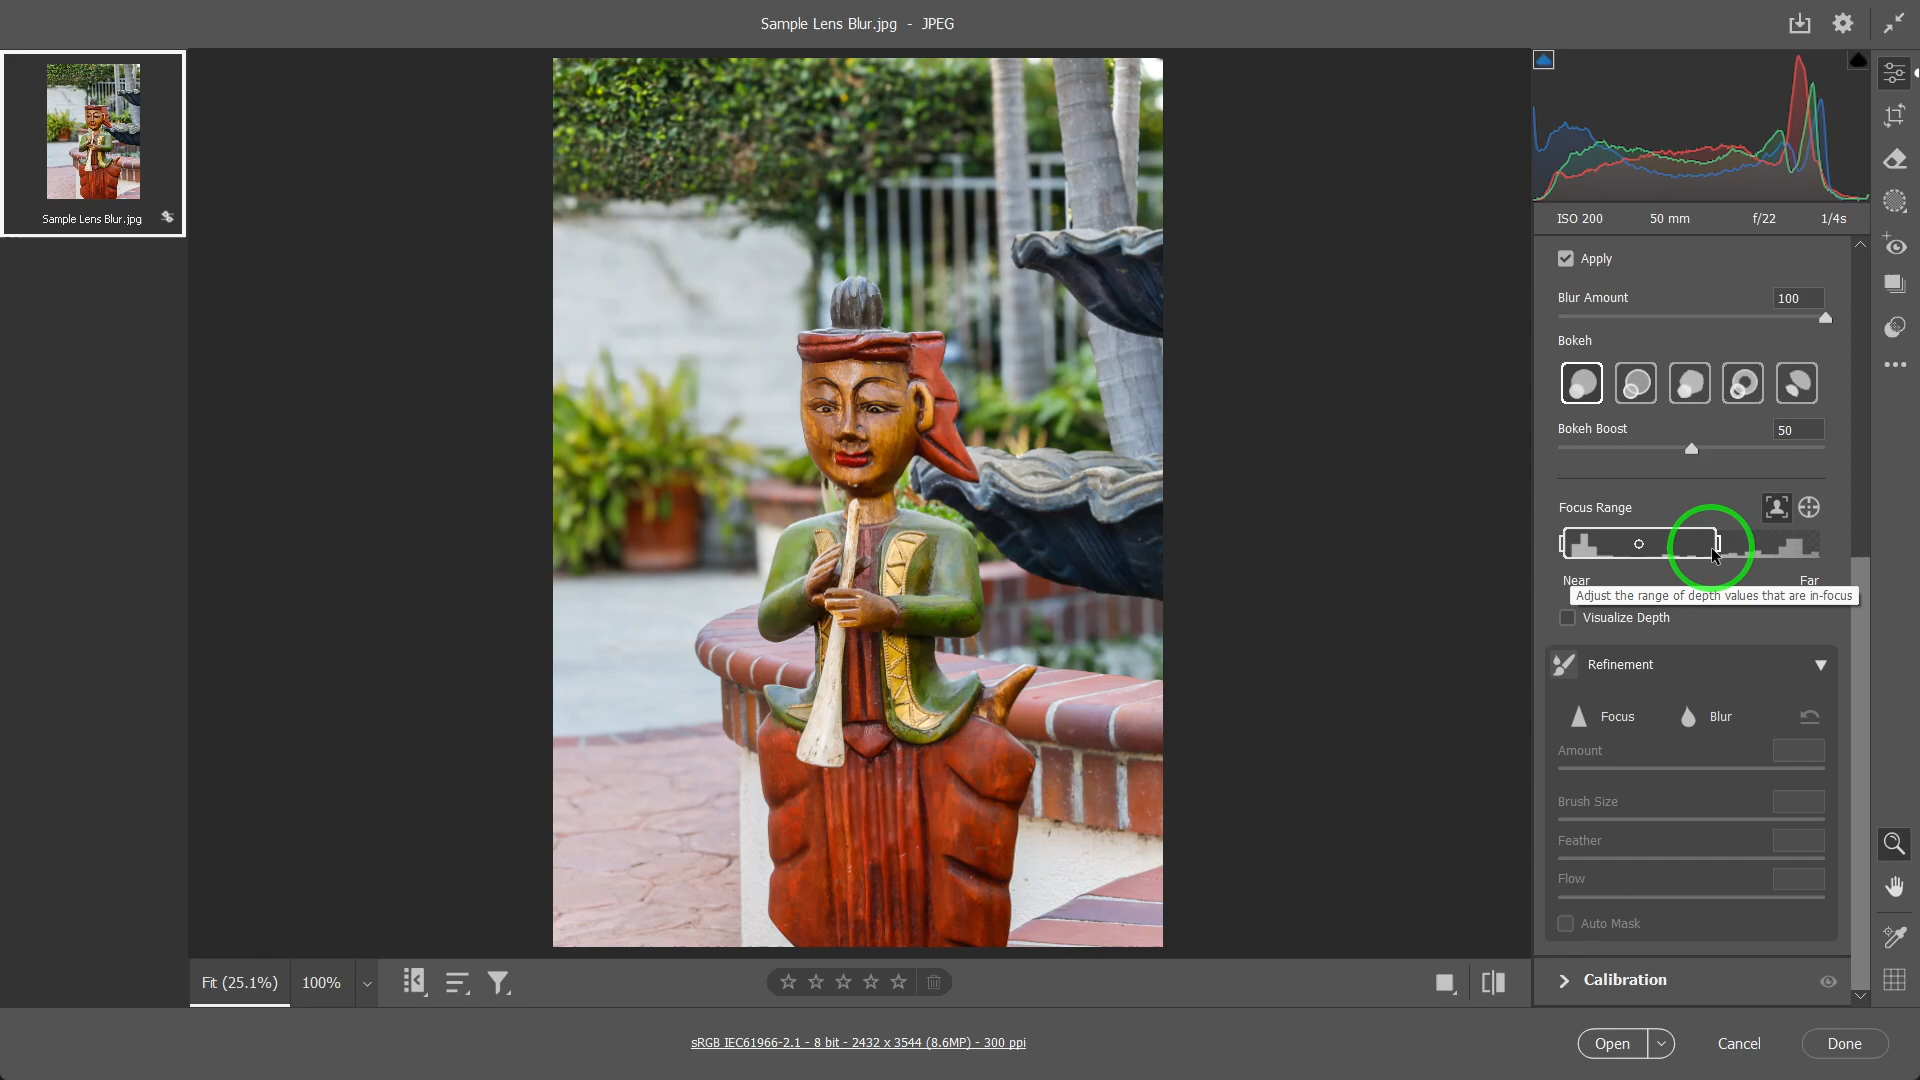 Sample Lens Blur.jpg - JPEG
Sample Lens Blur.jpg
ISO 200 50 mm f/22 1/4s
Apply
Blur Amount 100
Bokeh
Bokeh Boost 50
Focus Range
Near Far
Adjust the range of depth values that are in-focus
Visualize Depth
Refinement
Focus Blur
Amount
Brush Size
Feather
Flow
Auto Mask
Calibration
Fit (25.1%) 100%
sRGB IEC61966-2.1 - 8 bit - 2432 x 3544 (8.6MP) - 300 ppi
Open Cancel Done